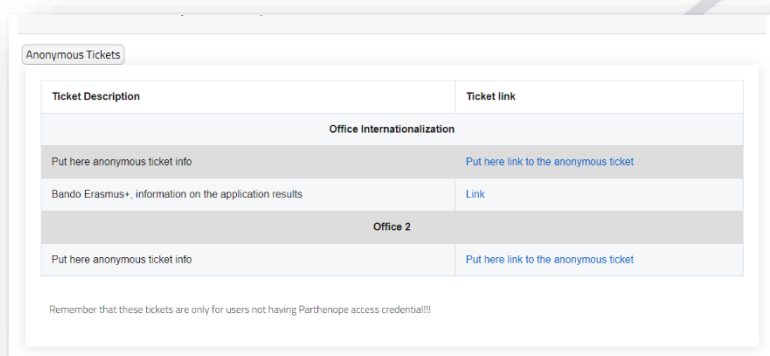 Anonymous Tickets
Ticket Description Ticket link
Office Internationalization
Put here anonymous ticket info Put here link to the anonymous ticket
Bando Erasmus+, information on the application results Link
Office 2
Put here anonymous ticket info Put here link to the anonymous ticket
Remember that these tickets are only for users not having Parthenope access credential!!!